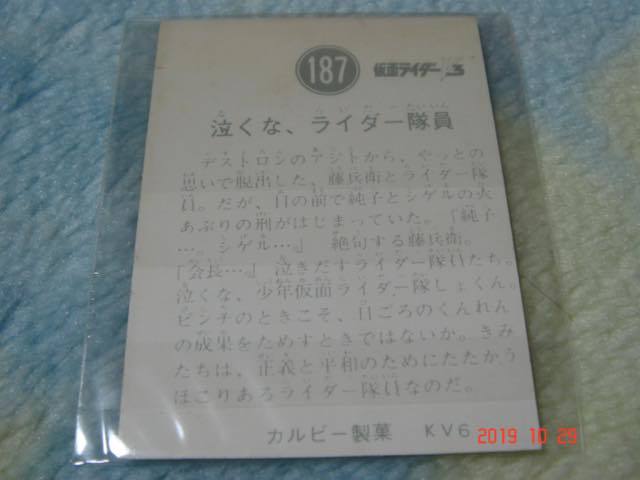 187 仮面ライダーV3
泣くな、ライダー隊員
デストロンのアジトから、やっとの
思いで脱出した、藤兵衛とライダー隊
員。だが、目の前で純子とシゲルの火
あぶりの刑がはじまっていた。「純子
…。シゲル…。」絶句する藤兵衛。
「会長…。」泣きだすライダー隊員たち。
泣くな、少年仮面ライダー隊しょくん。
ピンチのときこそ、日ごろのくんれん
の成果をためすときではないか。きみ
たちは、正義と平和のためにたたかう
ほこりあるライダー隊員なのだ。
カルビー製菓 KV6
2019 10 29